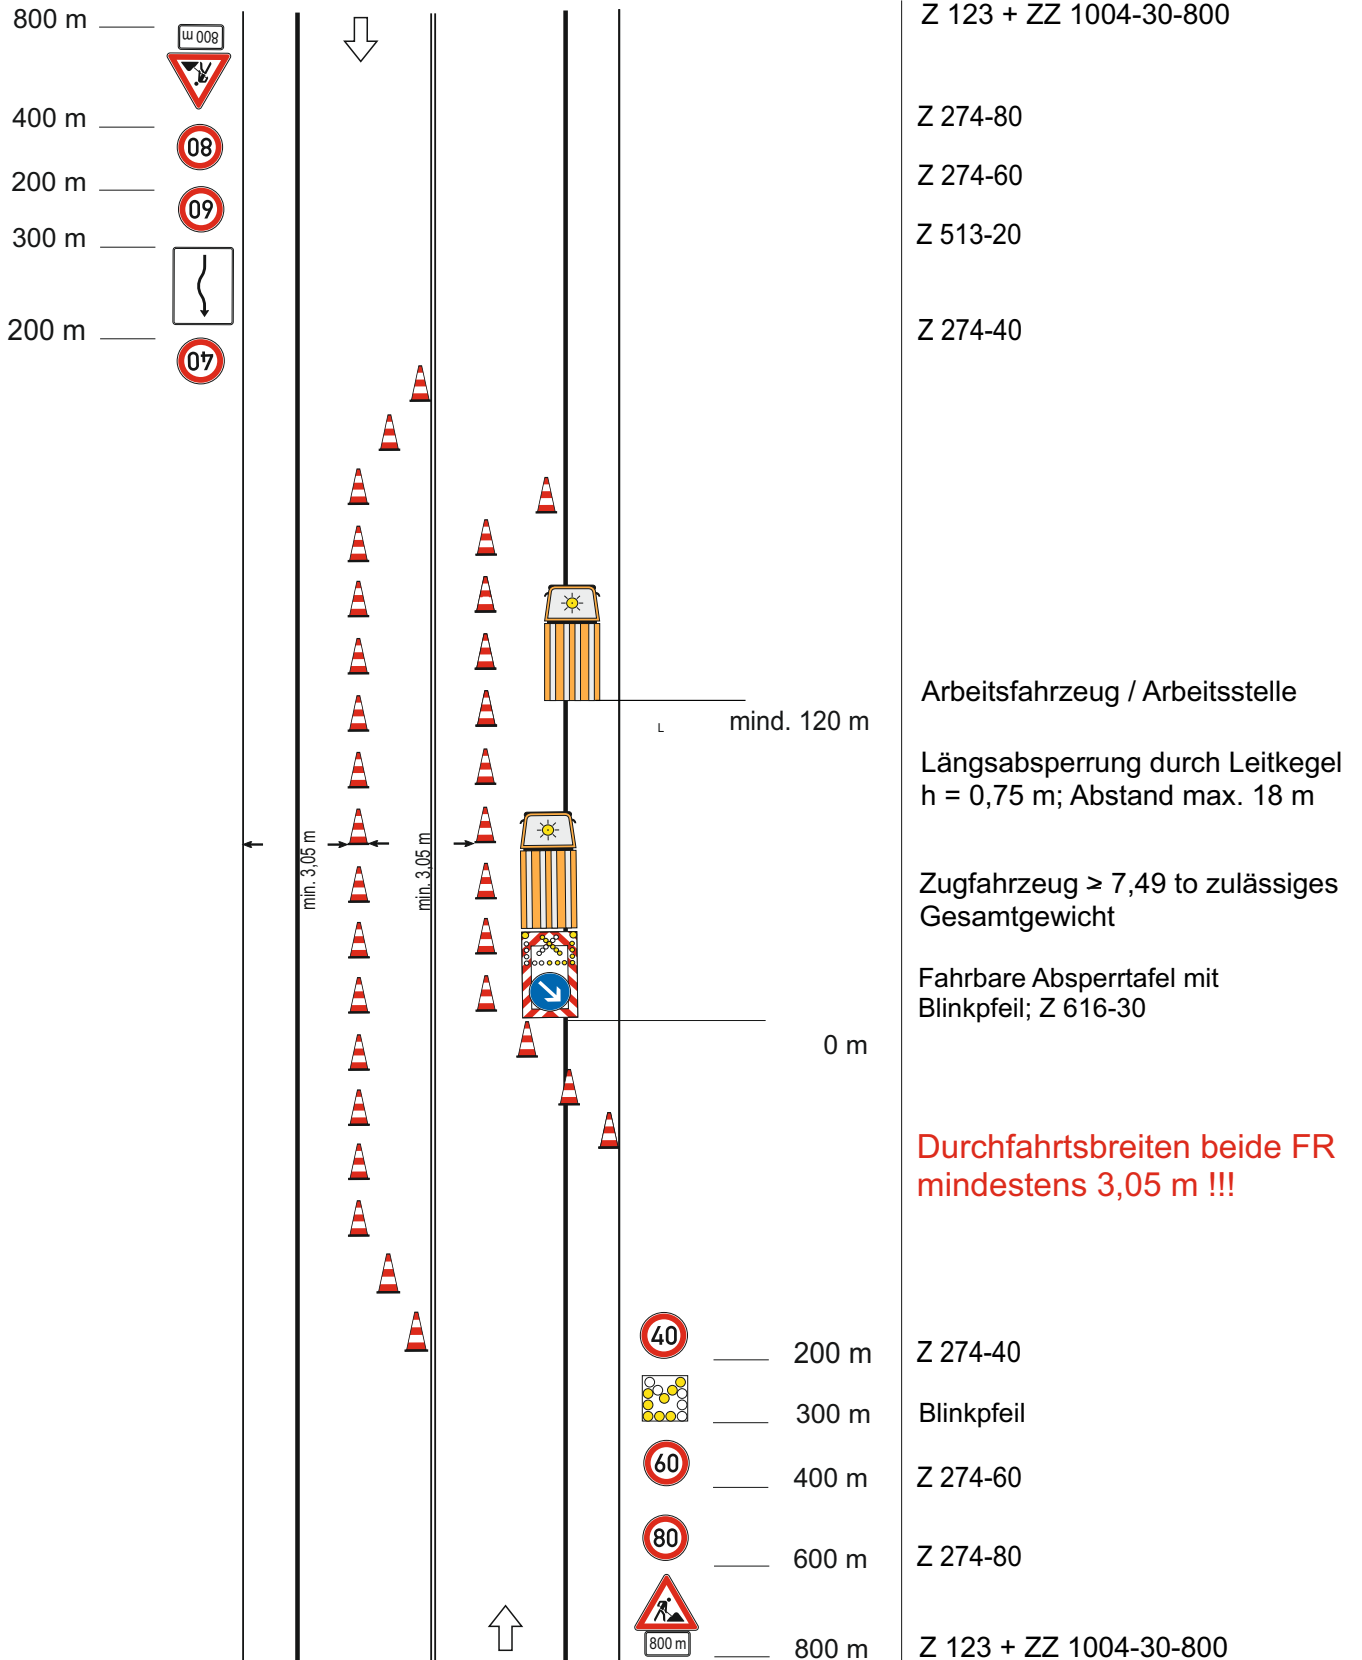 800 m
Z 123 + ZZ 1004-30-800
800 m
400 m
Z 274-80
80
200 m
Z 274-60
60
300 m
Z 513-20
200 m
Z 274-40
40
Arbeitsfahrzeug / Arbeitsstelle
mind. 120 m
L
Längsabsperrung durch Leitkegel
h = 0,75 m; Abstand max. 18 m
min. 3,05 m
min. 3,05 m
Zugfahrzeug ≥ 7,49 to zulässiges
Gesamtgewicht
Fahrbare Absperrtafel mit
Blinkpfeil; Z 616-30
0 m
Durchfahrtsbreiten beide FR
mindestens 3,05 m !!!
40
200 m
Z 274-40
300 m
Blinkpfeil
60
400 m
Z 274-60
80
600 m
Z 274-80
800 m
800 m
Z 123 + ZZ 1004-30-800